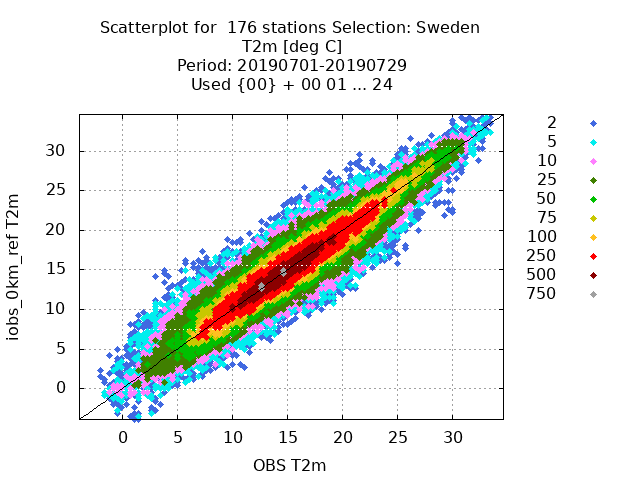 Scatterplot for  176 stations Selection: Sweden
T2m [deg C]
Period: 20190701-20190729
Used {00} + 00 01 ... 24
2
5
10
25
50
75
100
250
500
750
30
25
20
15
10
5
0
iobs_0km_ref T2m
0 5 10 15 20 25 30
OBS T2m